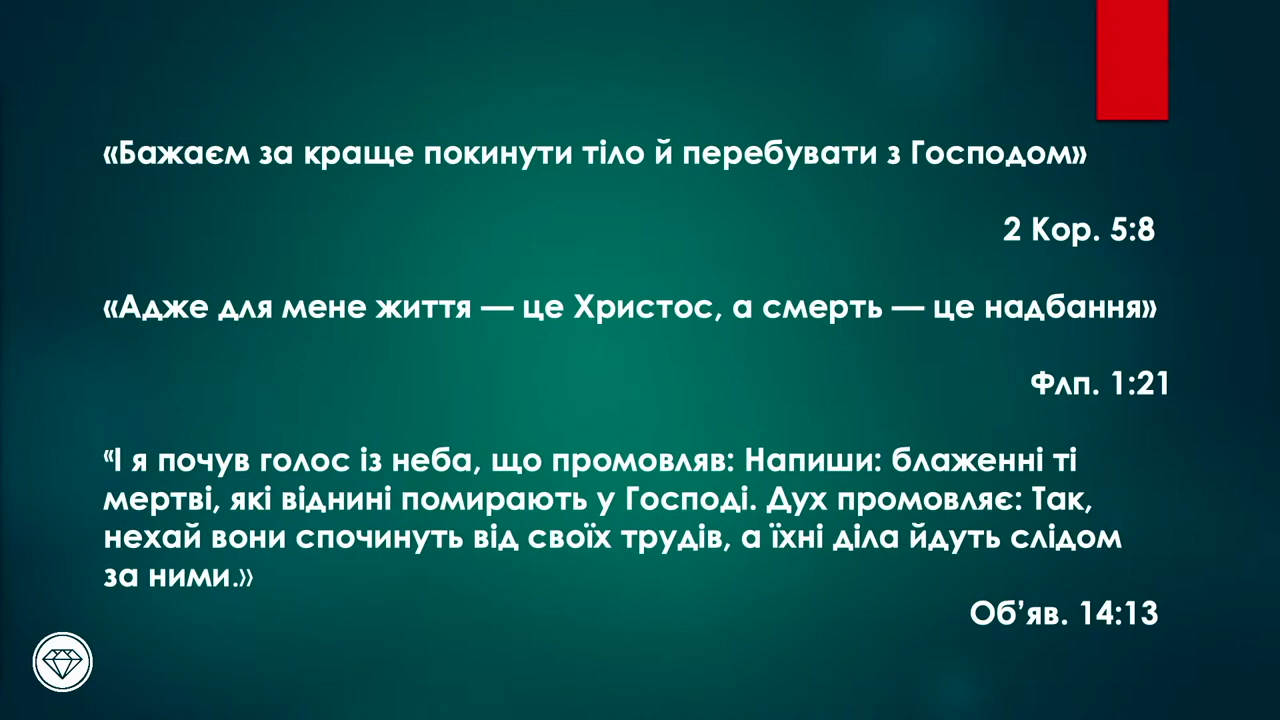 «Бажаєм за краще покинути тіло й перебувати з Господом»
2 Кор. 5:8
«Адже для мене життя — це Христос, а смерть — це надбання»
Флп. 1:21
“І я почув голос із неба, що промовляв: Напиши: блаженні ті
мертві, які віднині помирають у Господі. Дух промовляє: Так,
нехай вони спочинуть від своїх трудів, а їхні діла йдуть слідом
за ними.»
Об’яв. 14:13